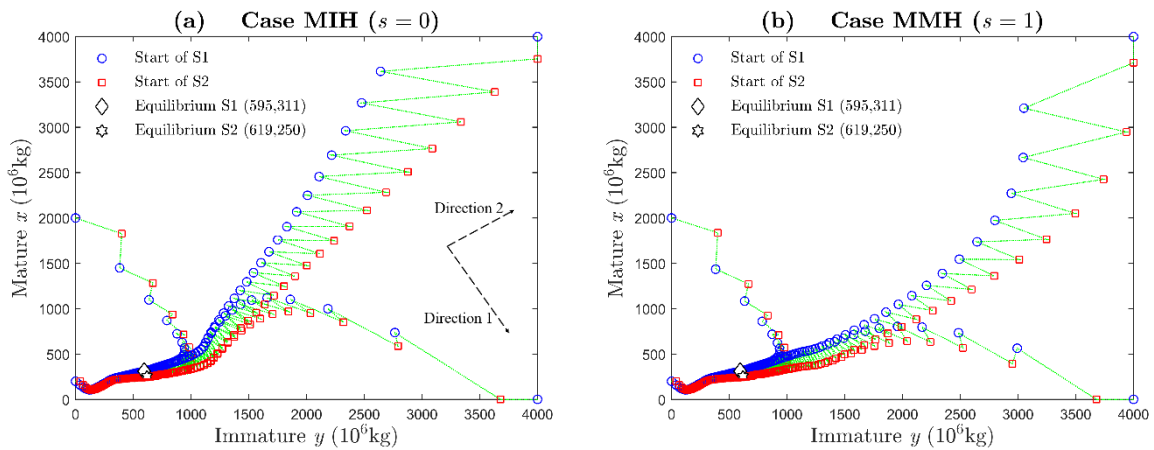 (a) Case MIH (s = 0)
Start of S1
Start of S2
Equilibrium S1 (595,311)
Equilibrium S2 (619,250)
Direction 2
Direction 1
4000
3500
3000
2500
2000
1500
1000
500
0
Mature x (10⁶kg)
0 500 1000 1500 2000 2500 3000 3500 4000
Immature y (10⁶kg)
(b) Case MMH (s = 1)
Start of S1
Start of S2
Equilibrium S1 (595,311)
Equilibrium S2 (619,250)
4000
3500
3000
2500
2000
1500
1000
500
0
Mature x (10⁶kg)
0 500 1000 1500 2000 2500 3000 3500 4000
Immature y (10⁶kg)